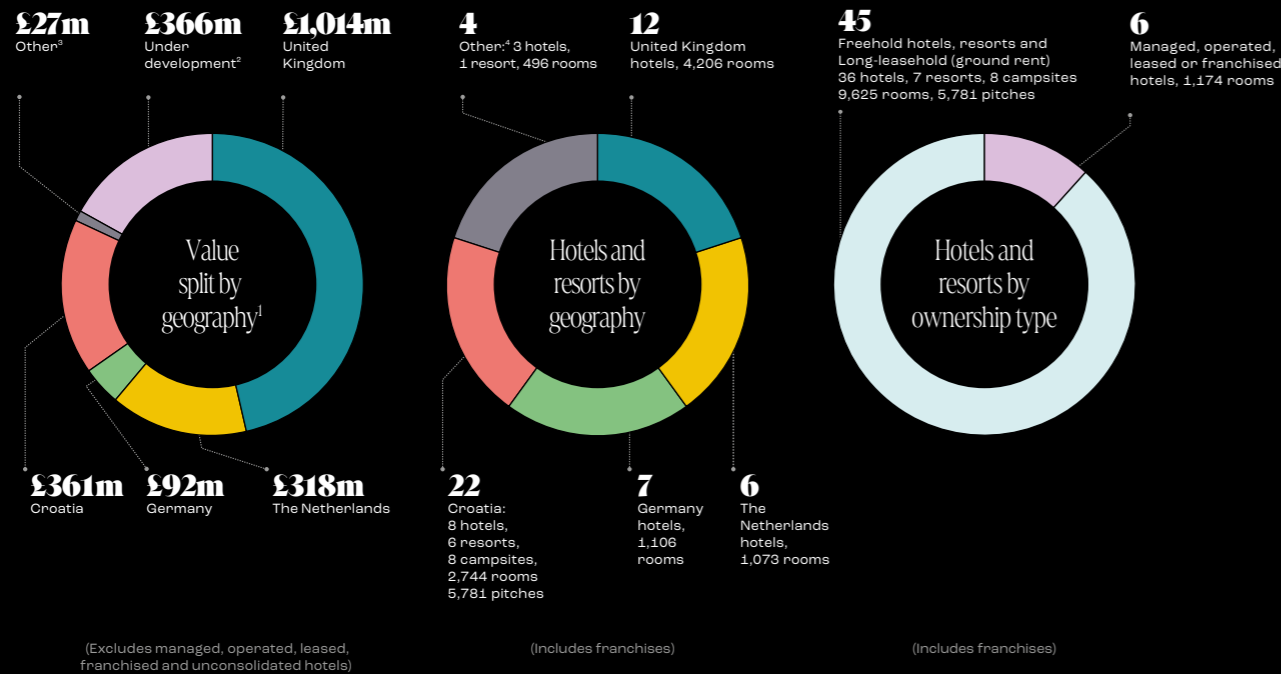 £27m
Other³
£366m
Under
development²
£1,014m
United
Kingdom
Value
split by
geography¹
£361m
Croatia
£92m
Germany
£318m
The Netherlands
(Excludes managed, operated, leased,
franchised and unconsolidated hotels)
4
Other:⁴ 3 hotels,
1 resort, 496 rooms
12
United Kingdom
hotels, 4,206 rooms
Hotels and
resorts by
geography
22
Croatia:
8 hotels,
6 resorts,
8 campsites,
2,744 rooms
5,781 pitches
7
Germany
hotels,
1,106
rooms
6
The
Netherlands
hotels,
1,073 rooms
(Includes franchises)
45
Freehold hotels, resorts and
Long-leasehold (ground rent)
36 hotels, 7 resorts, 8 campsites
9,625 rooms, 5,781 pitches
6
Managed, operated,
leased or franchised
hotels, 1,174 rooms
Hotels and
resorts by
ownership type
(Includes franchises)